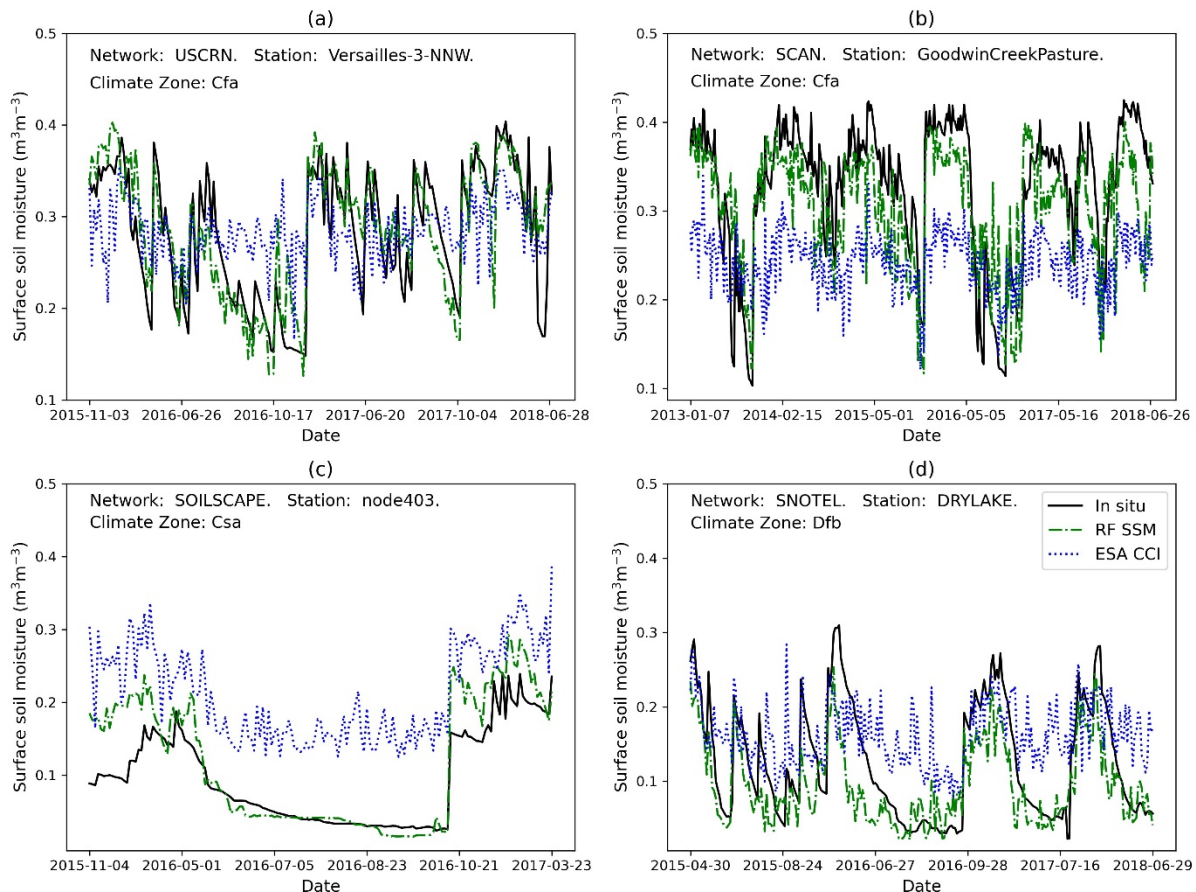 (a)
Network: USCRN. Station: Versailles-3-NNW.
Climate Zone: Cfa
Surface soil moisture (m³m⁻³)
0.5
0.4
0.3
0.2
0.1
2015-11-03 2016-06-26 2016-10-17 2017-06-20 2017-10-04 2018-06-28
Date
(b)
Network: SCAN. Station: GoodwinCreekPasture.
Climate Zone: Cfa
Surface soil moisture (m³m⁻³)
0.5
0.4
0.3
0.2
0.1
2013-01-07 2014-02-15 2015-05-01 2016-05-05 2017-05-16 2018-06-26
Date
(c)
Network: SOILSCAPE. Station: node403.
Climate Zone: Csa
Surface soil moisture (m³m⁻³)
0.5
0.4
0.3
0.2
0.1
2015-11-04 2016-05-01 2016-07-05 2016-08-23 2016-10-21 2017-03-23
Date
(d)
Network: SNOTEL. Station: DRYLAKE.
Climate Zone: Dfb
In situ
RF SSM
ESA CCI
Surface soil moisture (m³m⁻³)
0.5
0.4
0.3
0.2
0.1
2015-04-30 2015-08-24 2016-06-27 2016-09-28 2017-07-16 2018-06-29
Date